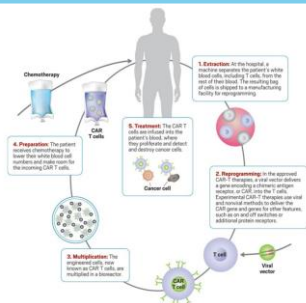 1. Extraction: At the hospital, a
machine separates the patient's white
blood cells, including T cells, from the
rest of their blood. The resulting bag
of cells is shipped to a manufacturing
facility for reprogramming.
2. Reprogramming: In the approved
CAR-T therapies, a viral vector delivers
a gene encoding a chimeric antigen
receptor, or CAR, into the T cells.
Experimental CAR-T therapies use viral
and nonviral methods to deliver the
CAR gene and genes for other features,
such as on and off switches or
additional protein receptors.
Viral
vector
T cell
CAR
T cell
3. Multiplication: The
engineered cells, now
known as CAR T cells, are
multiplied in a bioreactor.
4. Preparation: The patient
receives chemotherapy to
lower their white blood cell
numbers and make room for
the incoming CAR T cells.
Chemotherapy
CAR
T cells
5. Treatment: The CAR T
cells are infused into the
patient's blood, where
they proliferate and detect
and destroy cancer cells.
Cancer cell